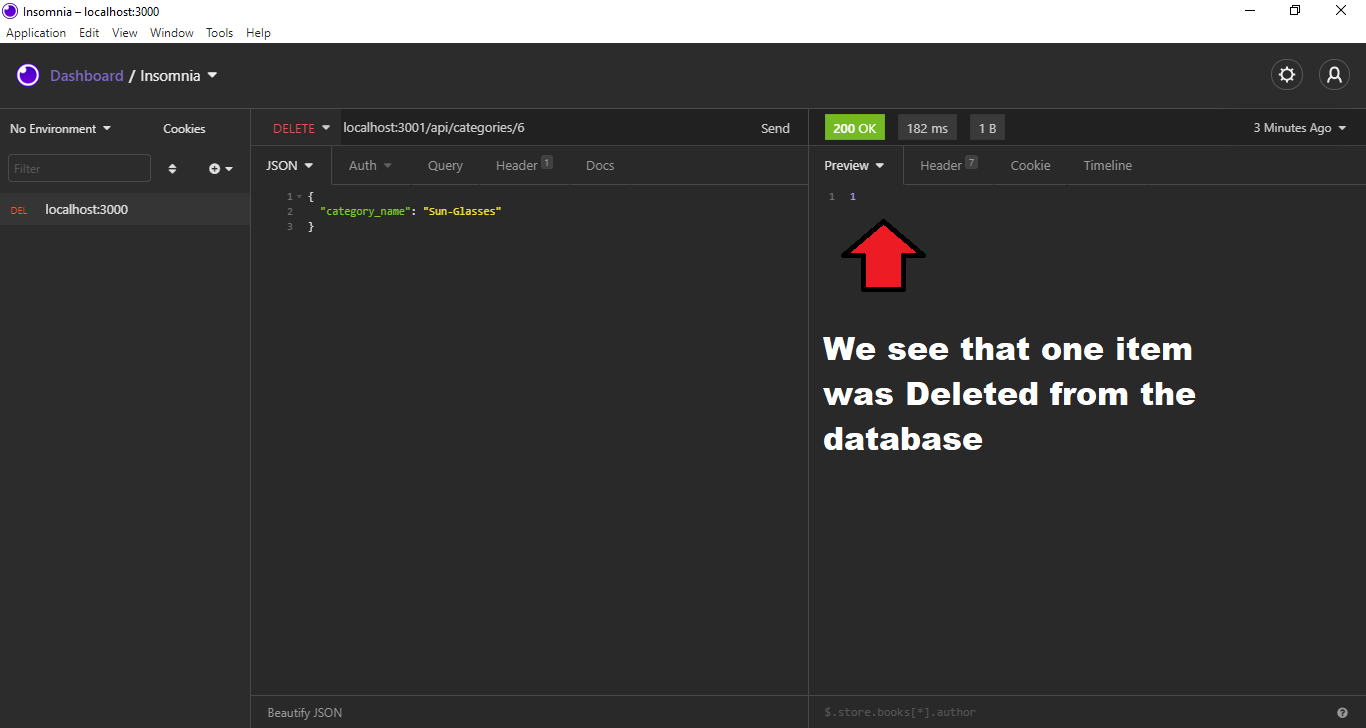 Insomnia – localhost:3000
Application Edit View Window Tools Help
Dashboard / Insomnia
No Environment Cookies
DELETE localhost:3001/api/categories/6 Send
200 OK 182 ms 1 B 3 Minutes Ago
Filter
JSON Auth Query Header 1 Docs
Preview Header 7 Cookie Timeline
DEL localhost:3000
1 {
2 "category_name": "Sun-Glasses"
3 }
1 1
We see that one item
was Deleted from the
database
Beautify JSON
$.store.books[*].author